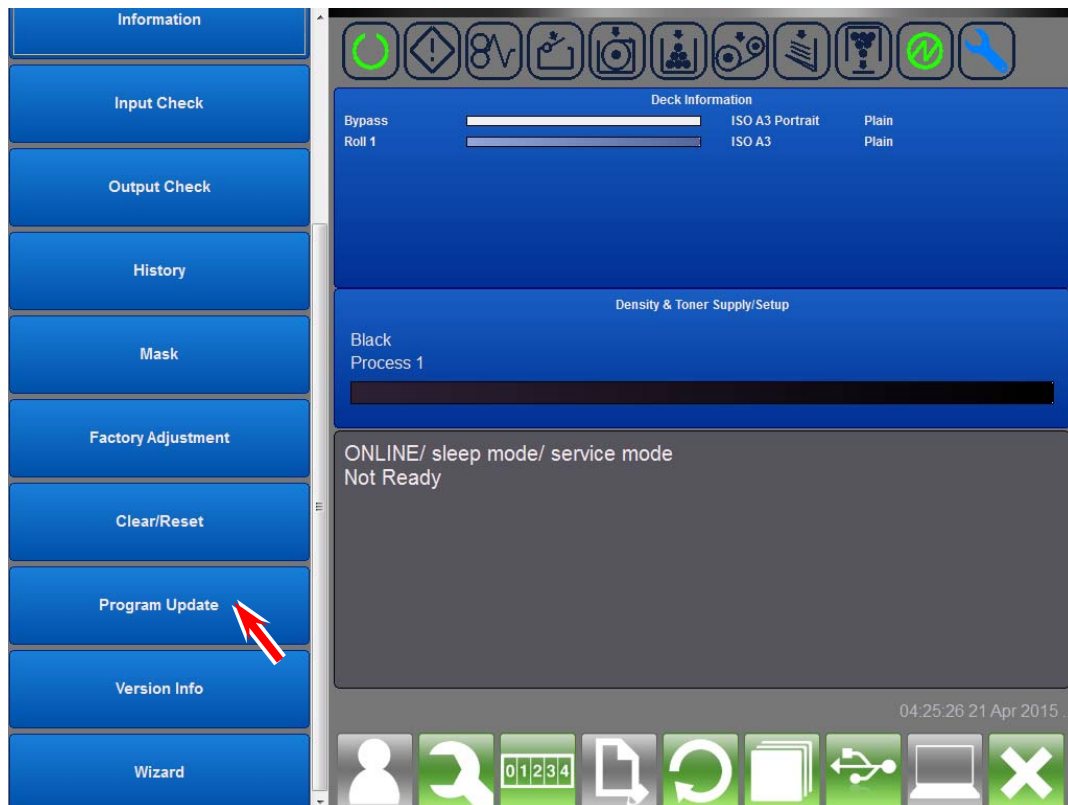 Information
Input Check
Output Check
History
Mask
Factory Adjustment
Clear/Reset
Program Update
Version Info
Wizard
Deck Information
Bypass ISO A3 Portrait Plain
Roll 1 ISO A3 Plain
Density & Toner Supply/Setup
Black
Process 1
ONLINE/ sleep mode/ service mode
Not Ready
04:25:26 21 Apr 2015 .
01234